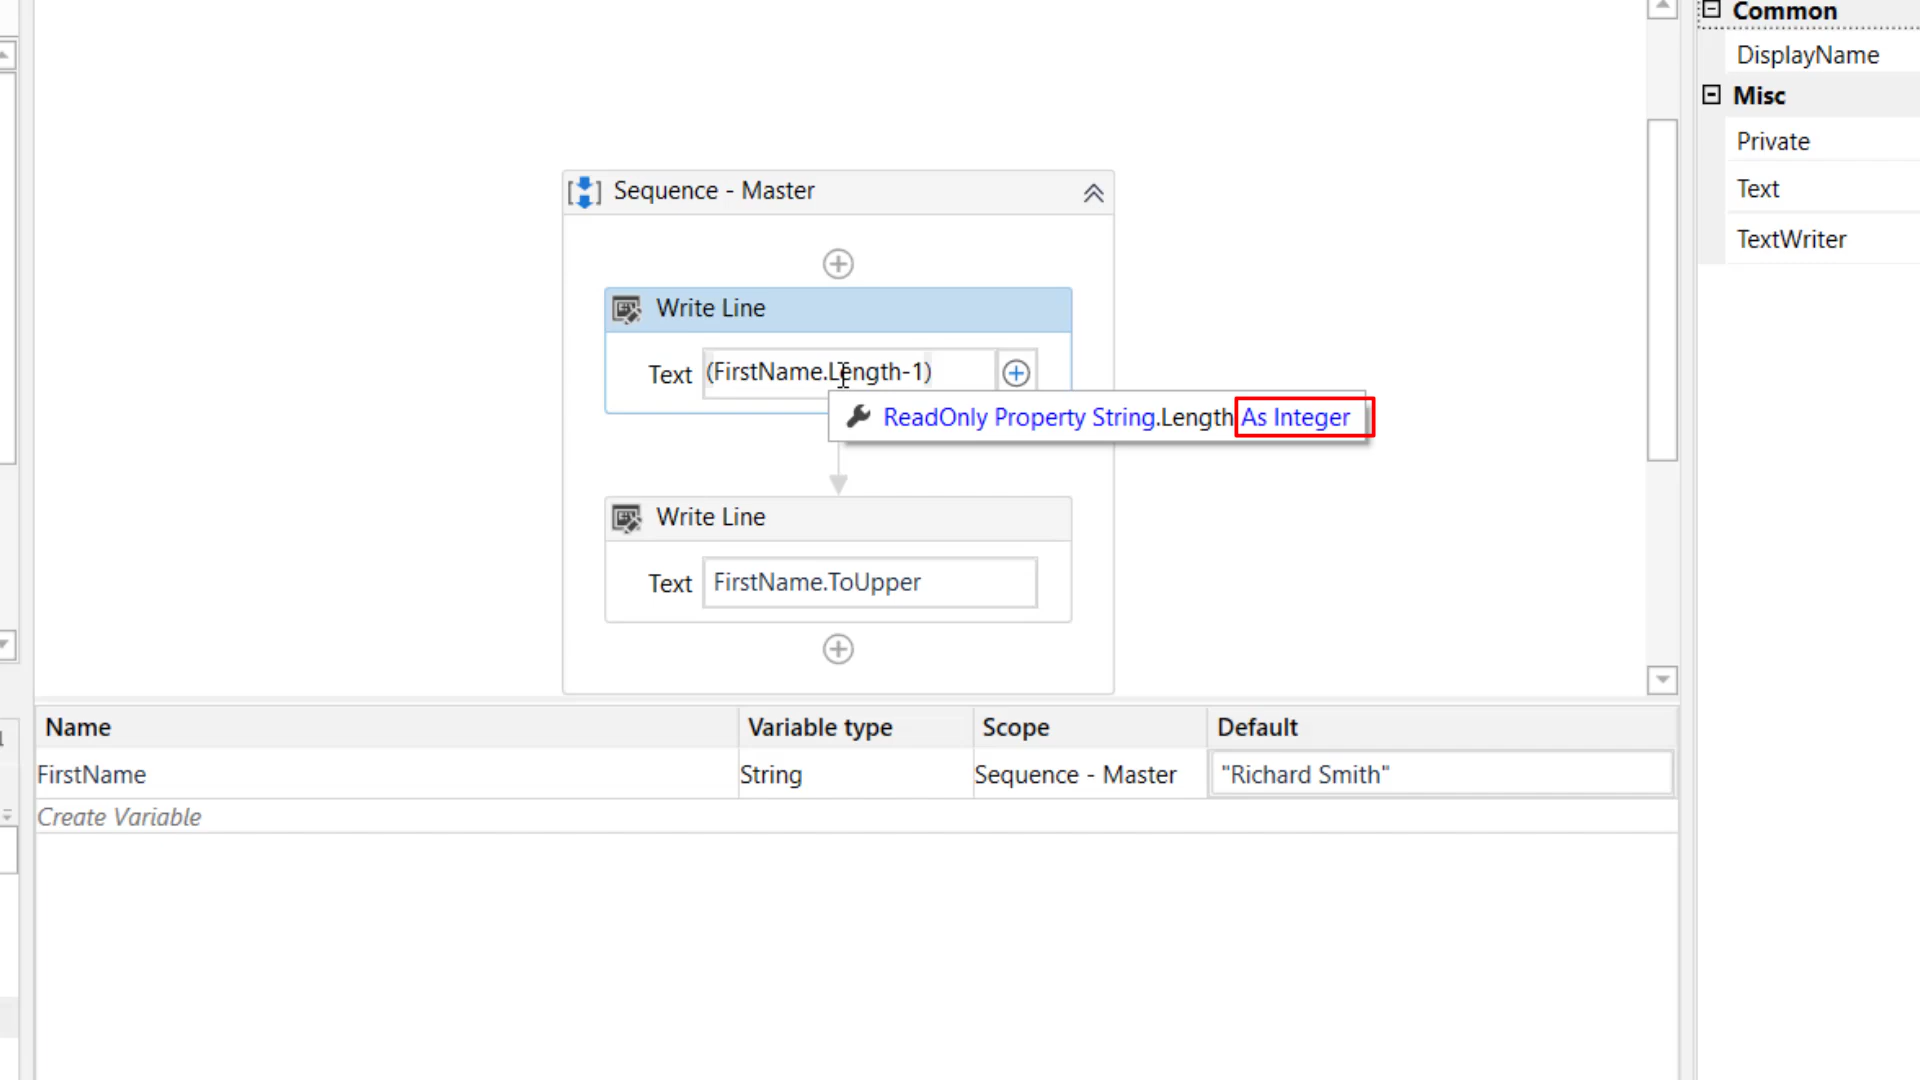 Common
DisplayName
Misc
Private
Text
TextWriter
Sequence - Master
Write Line
Text (FirstName.Length-1)
ReadOnly Property String.Length As Integer
Write Line
Text FirstName.ToUpper
Name Variable type Scope Default
FirstName String Sequence - Master "Richard Smith"
Create Variable